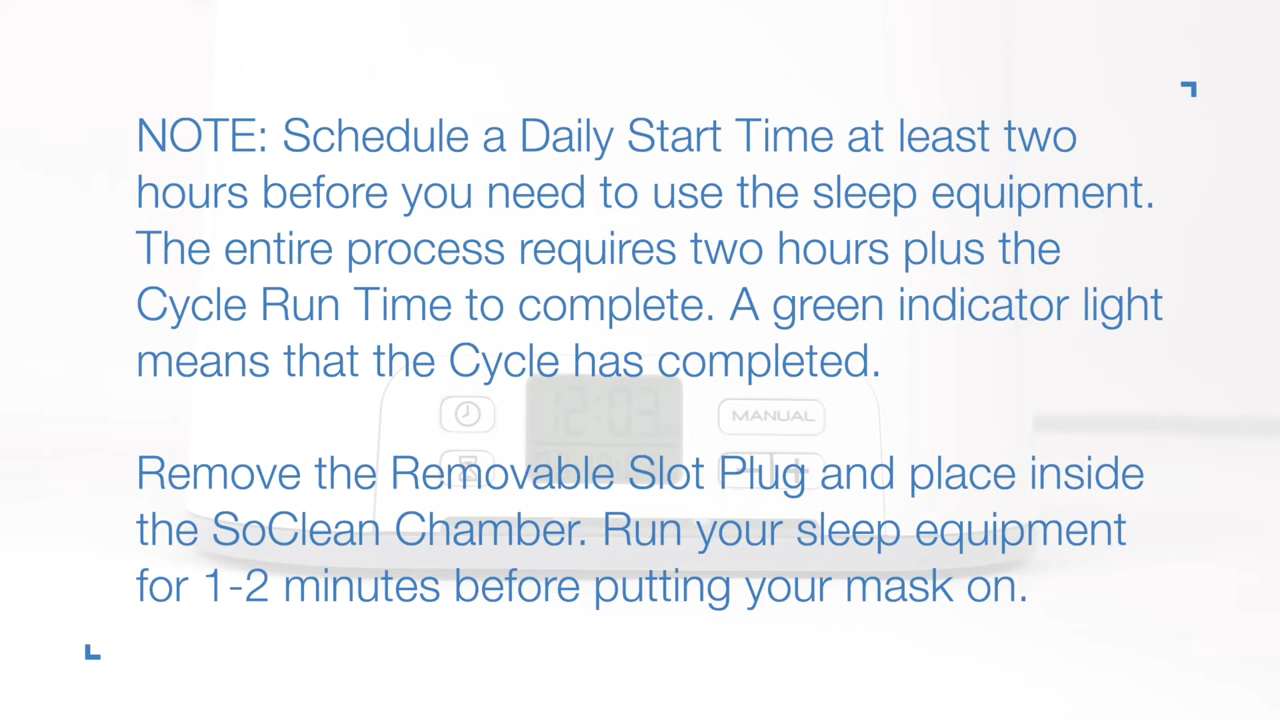 NOTE: Schedule a Daily Start Time at least two
hours before you need to use the sleep equipment.
The entire process requires two hours plus the
Cycle Run Time to complete. A green indicator light
means that the Cycle has completed.
12:03
MANUAL
Remove the Removable Slot Plug and place inside
the SoClean Chamber. Run your sleep equipment
for 1-2 minutes before putting your mask on.